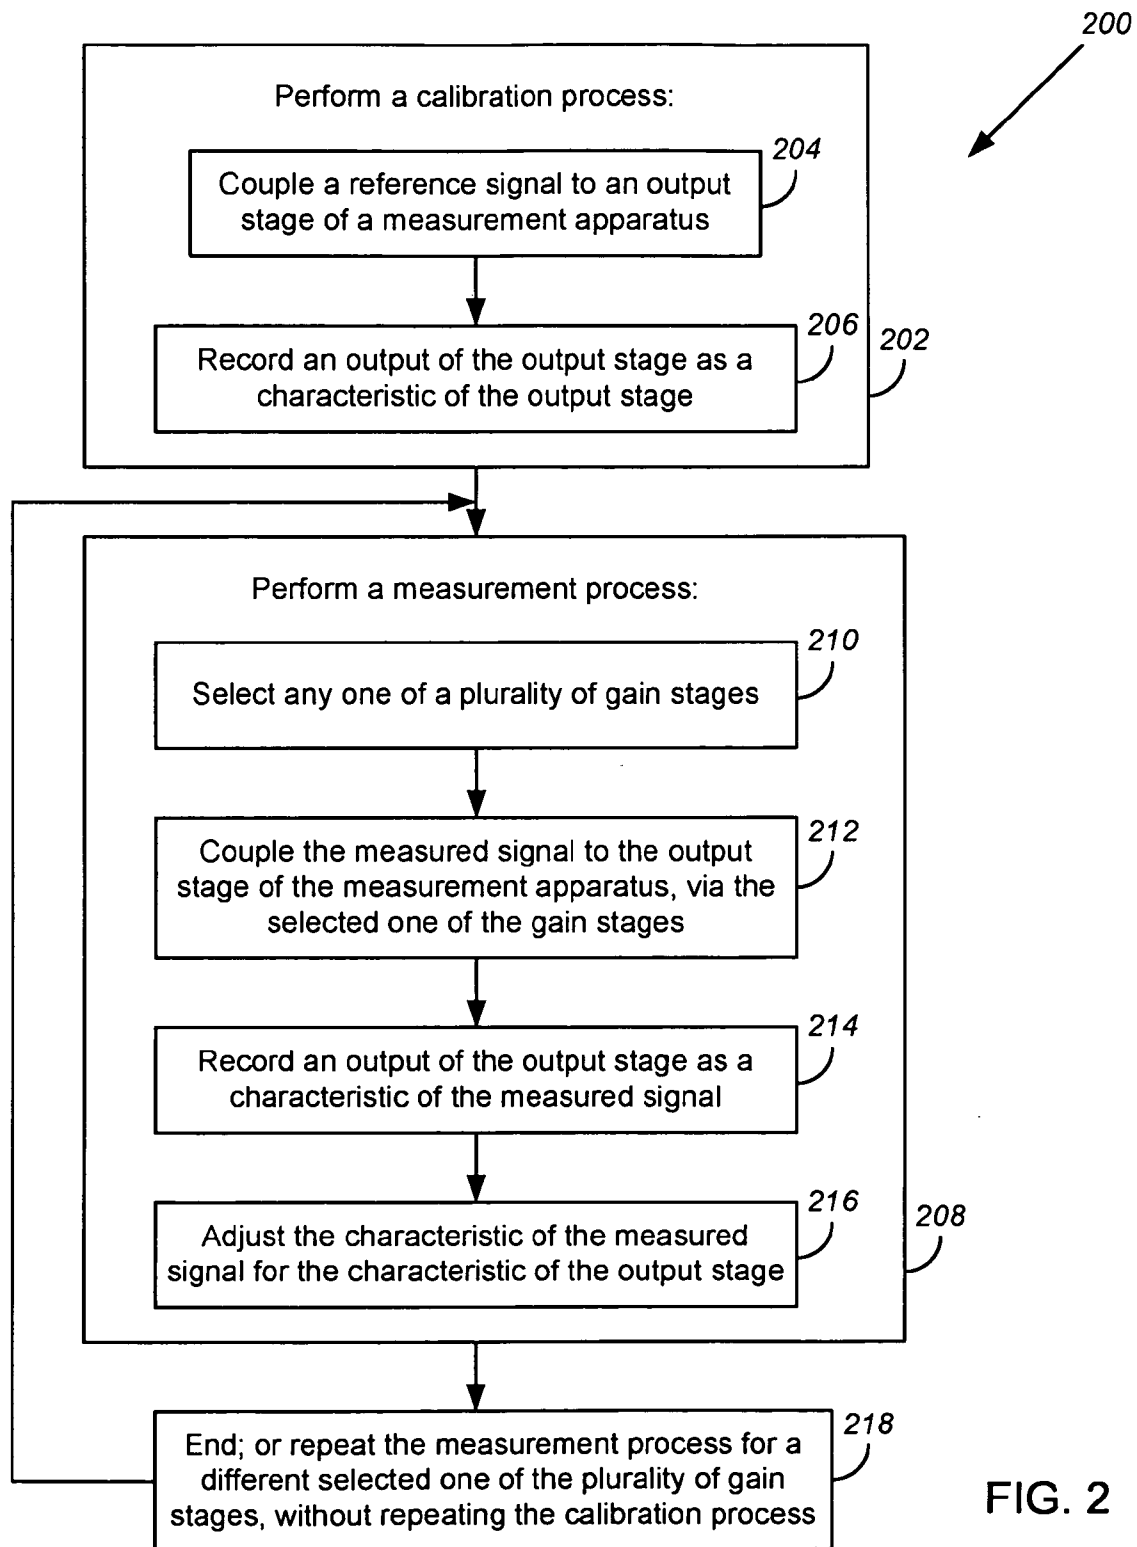 200
Perform a calibration process:
204
Couple a reference signal to an output
stage of a measurement apparatus
206
202
Record an output of the output stage as a
characteristic of the output stage
Perform a measurement process:
210
Select any one of a plurality of gain stages
212
Couple the measured signal to the output
stage of the measurement apparatus, via the
selected one of the gain stages
214
Record an output of the output stage as a
characteristic of the measured signal
216
208
Adjust the characteristic of the measured
signal for the characteristic of the output stage
218
End; or repeat the measurement process for a
different selected one of the plurality of gain
stages, without repeating the calibration process
FIG. 2